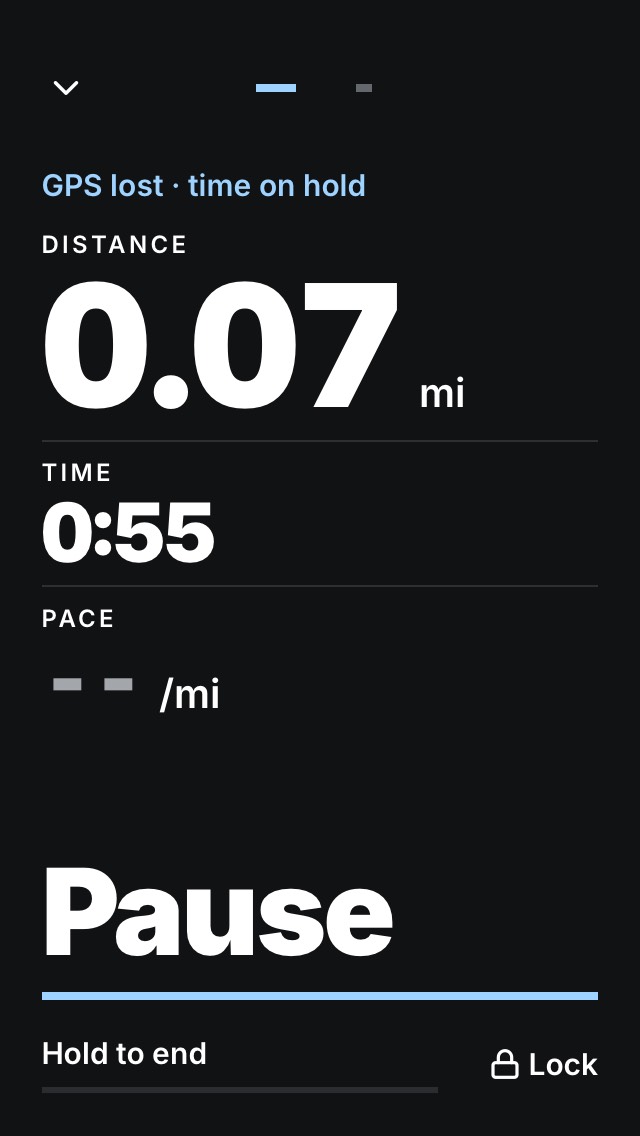 GPS lost · time on hold
DISTANCE
0.07 mi
TIME
0:55
PACE
-- /mi
Pause
Hold to end
Lock